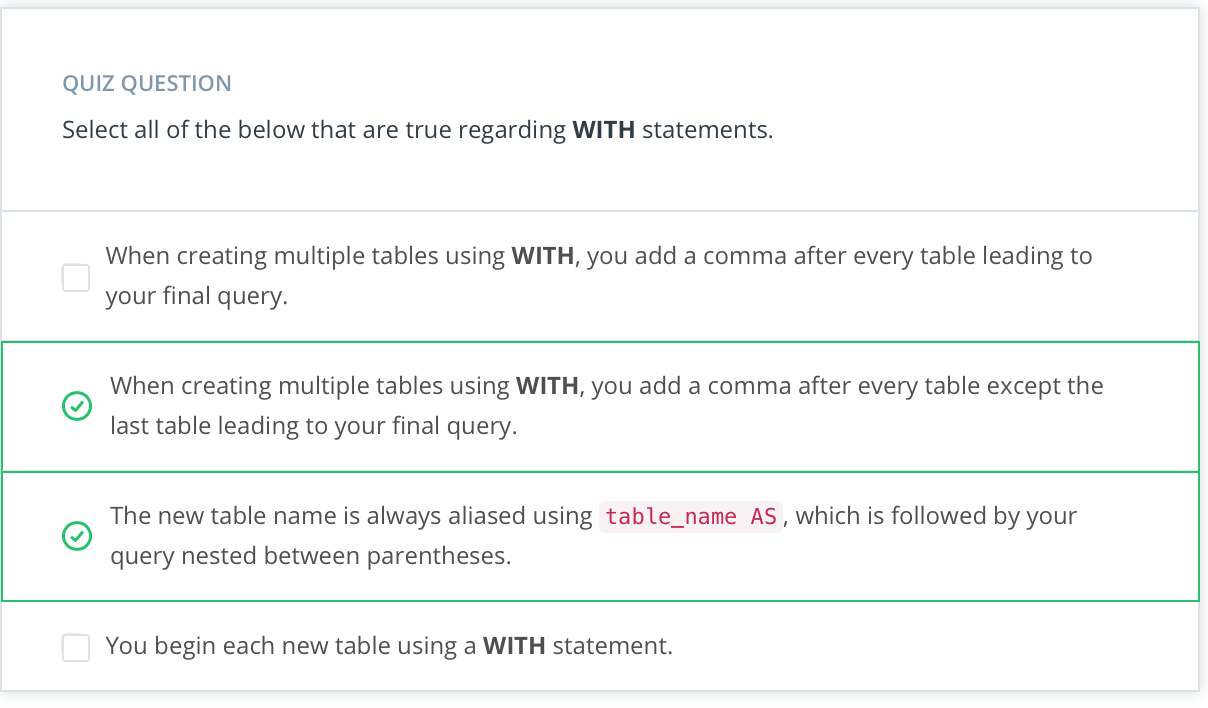 QUIZ QUESTION
Select all of the below that are true regarding WITH statements.
When creating multiple tables using WITH, you add a comma after every table leading to
your final query.
When creating multiple tables using WITH, you add a comma after every table except the
last table leading to your final query.
The new table name is always aliased using table_name AS, which is followed by your
query nested between parentheses.
You begin each new table using a WITH statement.